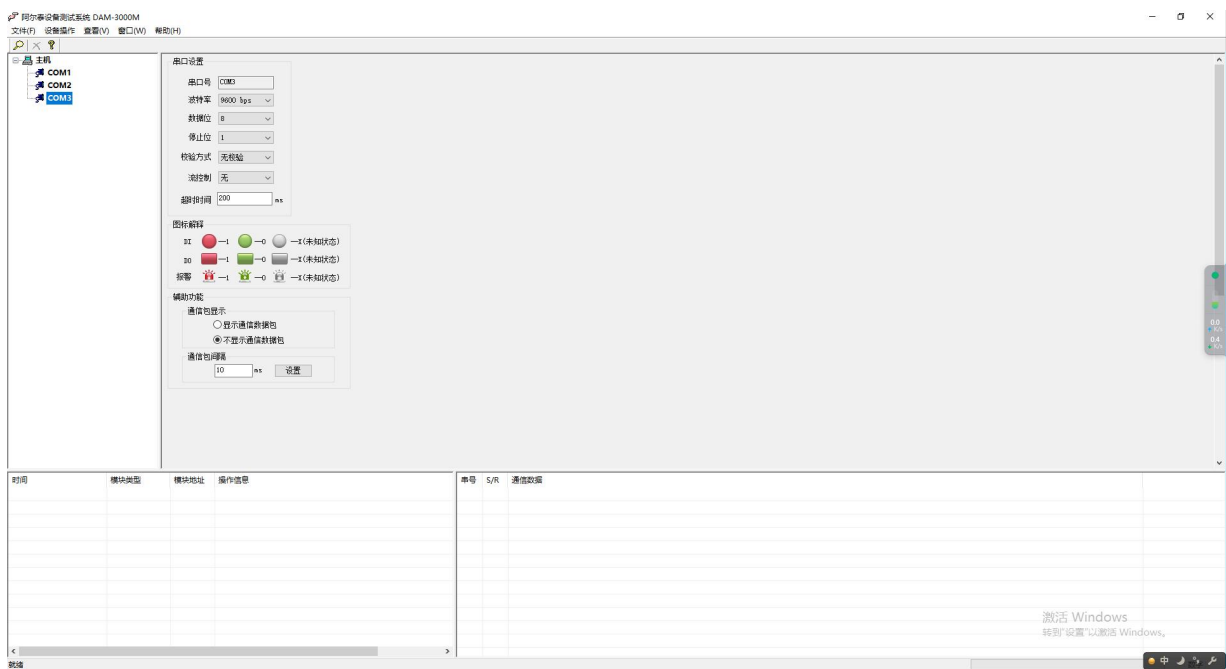 阿尔泰设备测试系统 DAM-3000M
文件(F) 设备操作 查看(V) 窗口(W) 帮助(H)
主机
COM1
COM2
COM3
串口设置
串口号 COM3
波特率 9600 bps
数据位 8
停止位 1
校验方式 无校验
流控制 无
超时时间 200 ms
图标解释
DI —1 —0 —X(未知状态)
DO —1 —0 —X(未知状态)
报警 —1 —0 —X(未知状态)
辅助功能
通信包显示
显示通信数据包
不显示通信数据包
通信包间隔
10 ms 设置
0.0
K/s
0.4
K/s
时间 模块类型 模块地址 操作信息
串号 S/R 通信数据
激活 Windows
转到"设置"以激活 Windows。
就绪
中